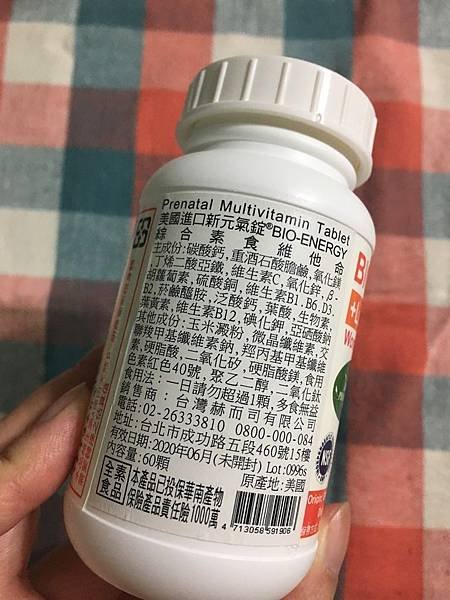 Prenatal Multivitamin Tablet
美國進口新元氣錠®BIO-ENERGY
綜合素食維他命
主成份:碳酸鈣,重酒石酸膽鹼,氧化鎂
,丁烯二酸亞鐵,維生素C,氧化鋅,β-
胡蘿蔔素,硫酸銅,維生素B1.B6.D3.
B2,菸鹼醯胺,泛酸鈣,葉酸,生物素,
葉黃素,維生素B12,碘化鉀,亞硒酸鈉
其他成份:玉米澱粉,微晶纖維素,交
聯羧甲基纖維素鈉,羥丙基甲基纖維
素,硬脂酸,二氧化矽,硬脂酸鎂,食用
色素紅色40號,聚乙二醇,二氧化鈦
食用法:一日請勿超過1顆,多食無益
銷售商:台灣赫而司有限公司
電話:02-26333810 0800-000-084
地址:台北市成功路五段460號15樓
有效日期:2020年06月(未開封) Lot:0996s
內容量:60顆
原產地:美國
全素食品
本產品已投保華南產物
保險產品責任險1000萬
4 713056 591906